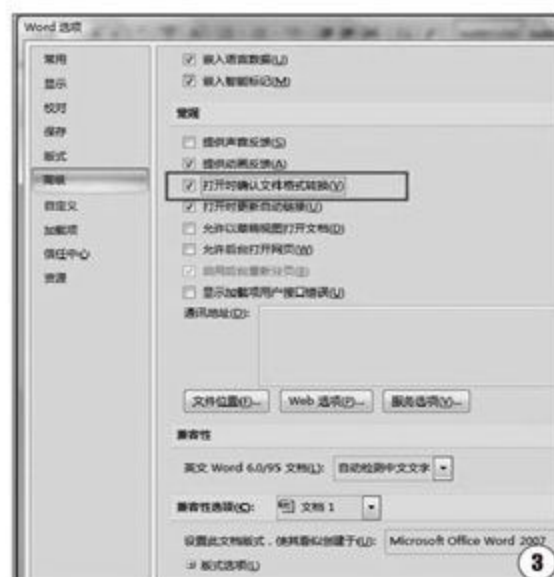 Word 选项
常用
显示
校对
保存
版式
高级
自定义
加载项
信任中心
资源
嵌入语言数据(U)
嵌入智能标记(M)
常规
提供声音反馈(S)
提供动画反馈(A)
打开时确认文件格式转换(V)
打开时更新自动链接(U)
允许以草稿视图打开文档(D)
允许后台打开网页(W)
启用后台重新分页(B)
显示加载项用户接口错误(U)
通讯地址(D):
文件位置(F)... Web 选项(P)... 服务选项(V)...
兼容性
英文 Word 6.0/95 文档(L): 自动检测中文文字
兼容性选项(C): 文档 1
设置此文档版式，使其看似创建于(U): Microsoft Office Word 2007
版式选项(L)
3